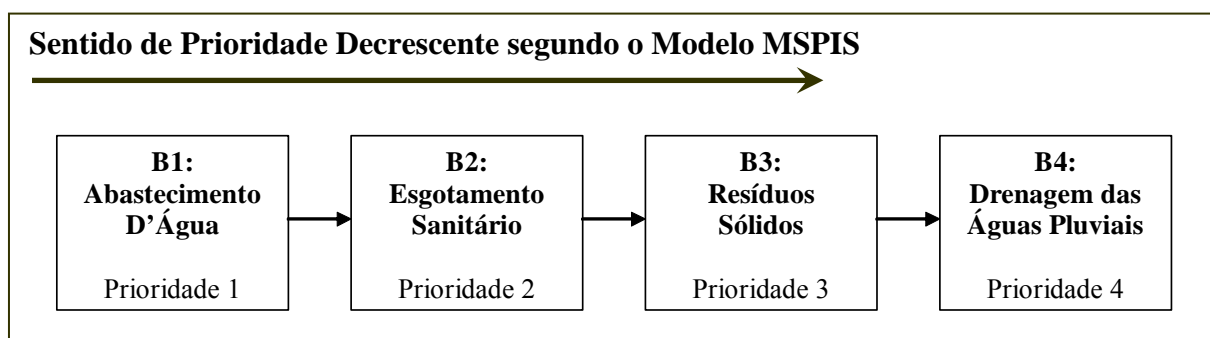 Sentido de Prioridade Decrescente segundo o Modelo MSPIS
B1:
Abastecimento
D’Água
Prioridade 1
B2:
Esgotamento
Sanitário
Prioridade 2
B3:
Resíduos
Sólidos
Prioridade 3
B4:
Drenagem das
Águas Pluviais
Prioridade 4